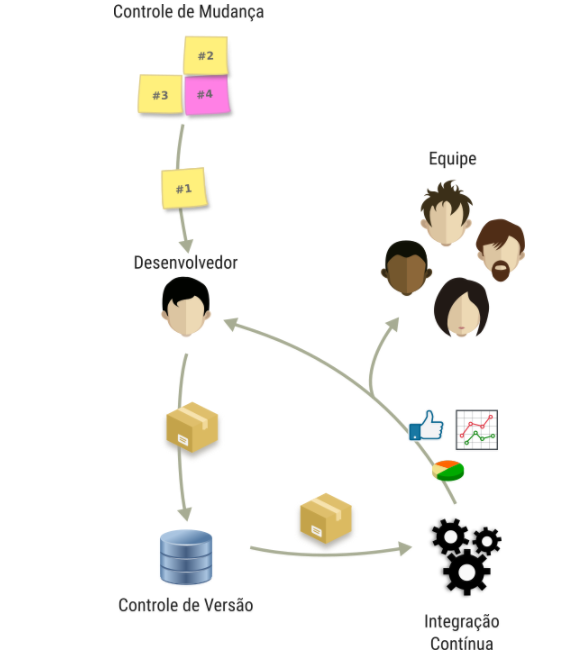 Controle de Mudança
#2
#3
#4
#1
Equipe
Desenvolvedor
Controle de Versão
Integração
Contínua